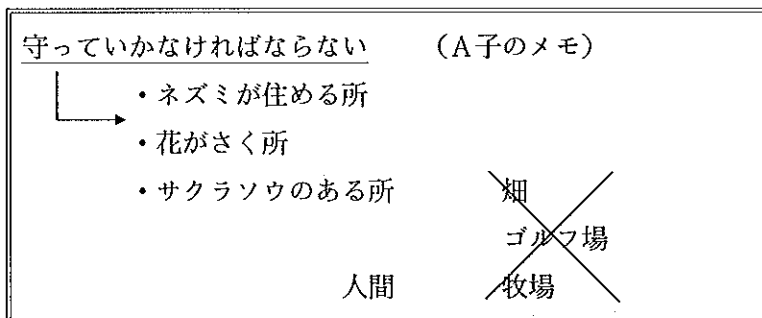 守っていかなければならない (A子のメモ)
・ネズミが住める所
・花がさく所
・サクラソウのある所 畑
ゴルフ場
人間 牧場